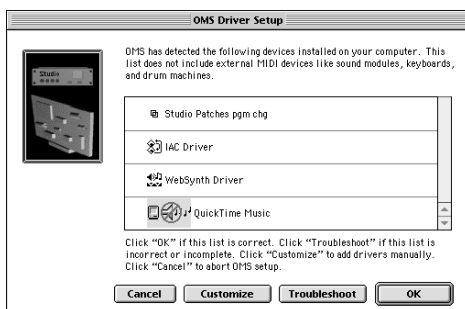 OMS Driver Setup
OMS has detected the following devices installed on your computer. This
list does not include external MIDI devices like sound modules, keyboards,
and drum machines.
Studio
Studio Patches pgm chg
IAC Driver
WebSynth Driver
QuickTime Music
Click “OK” if this list is correct. Click “Troubleshoot” if this list is
incorrect or incomplete. Click “Customize” to add drivers manually.
Click “Cancel” to abort OMS setup.
Cancel Customize Troubleshoot OK